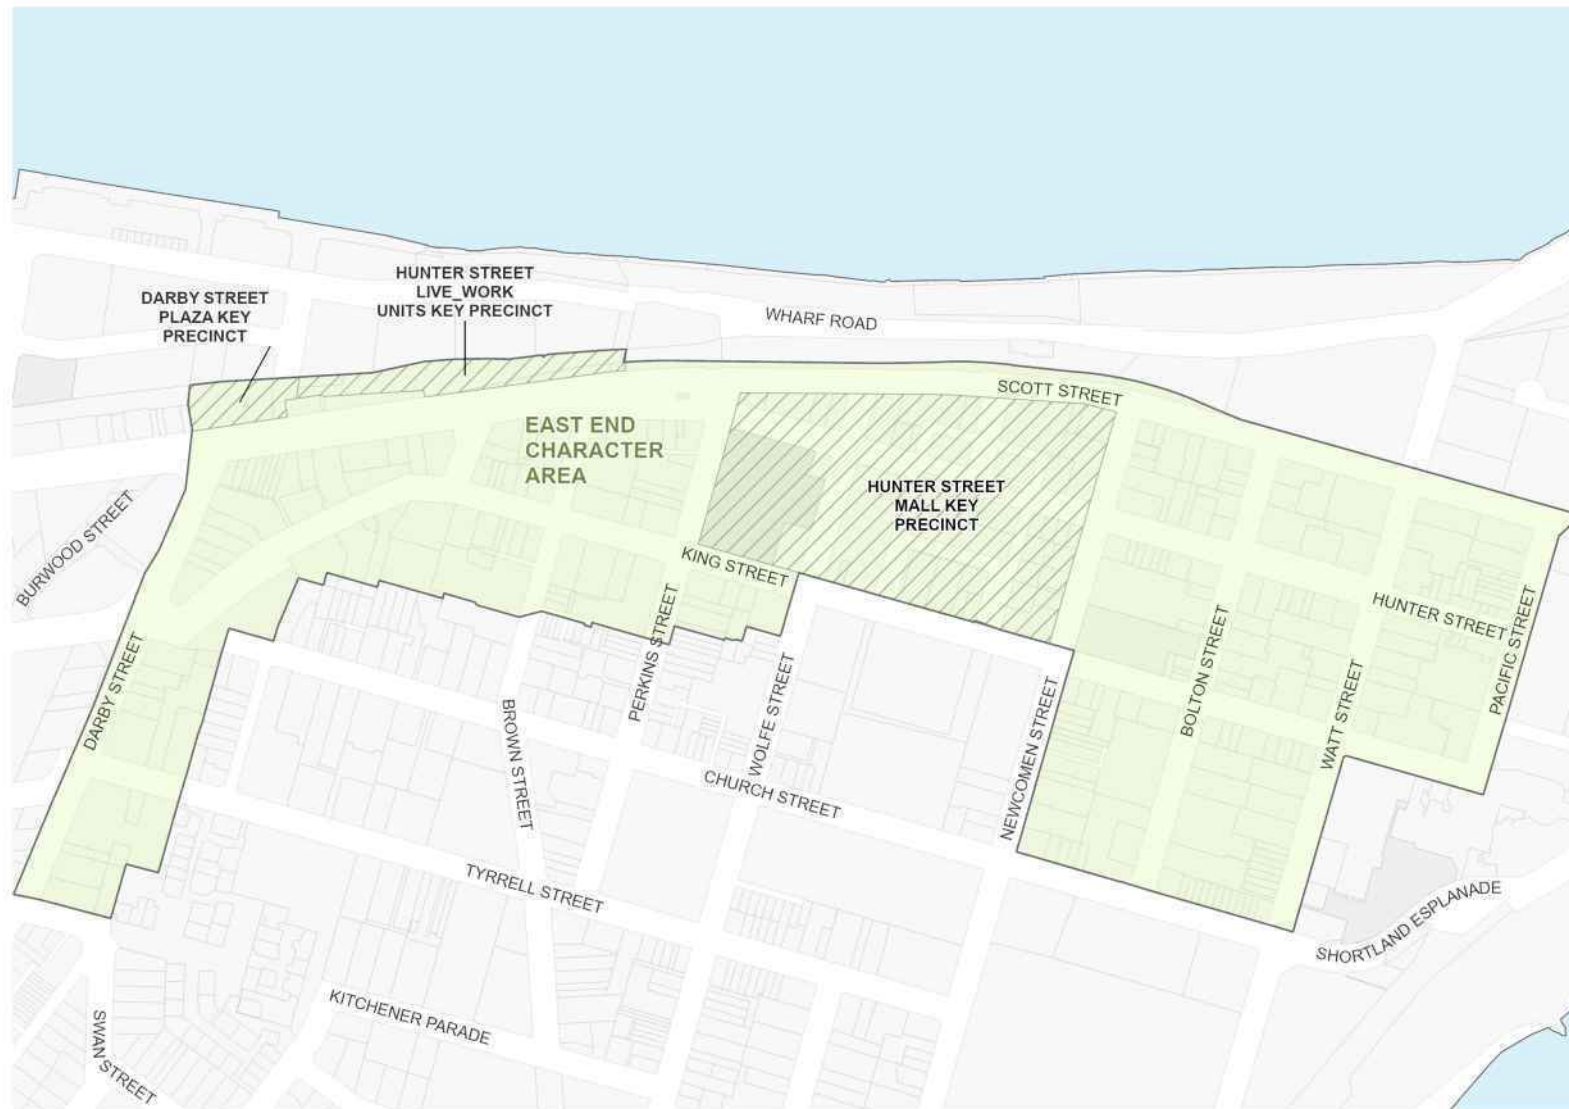 HUNTER STREET
LIVE_WORK
UNITS KEY PRECINCT
DARBY STREET
PLAZA KEY
PRECINCT
WHARF ROAD
SCOTT STREET
EAST END
CHARACTER
AREA
HUNTER STREET
MALL KEY
PRECINCT
BURWOOD STREET
KING STREET
HUNTER STREET
PACIFIC STREET
DARBY STREET
PERKINS STREET
BOLTON STREET
WATT STREET
BROWN STREET
WOLFE STREET
NEWCOMEN STREET
CHURCH STREET
TYRRELL STREET
SHORTLAND ESPLANADE
KITCHENER PARADE
SWAN STREET